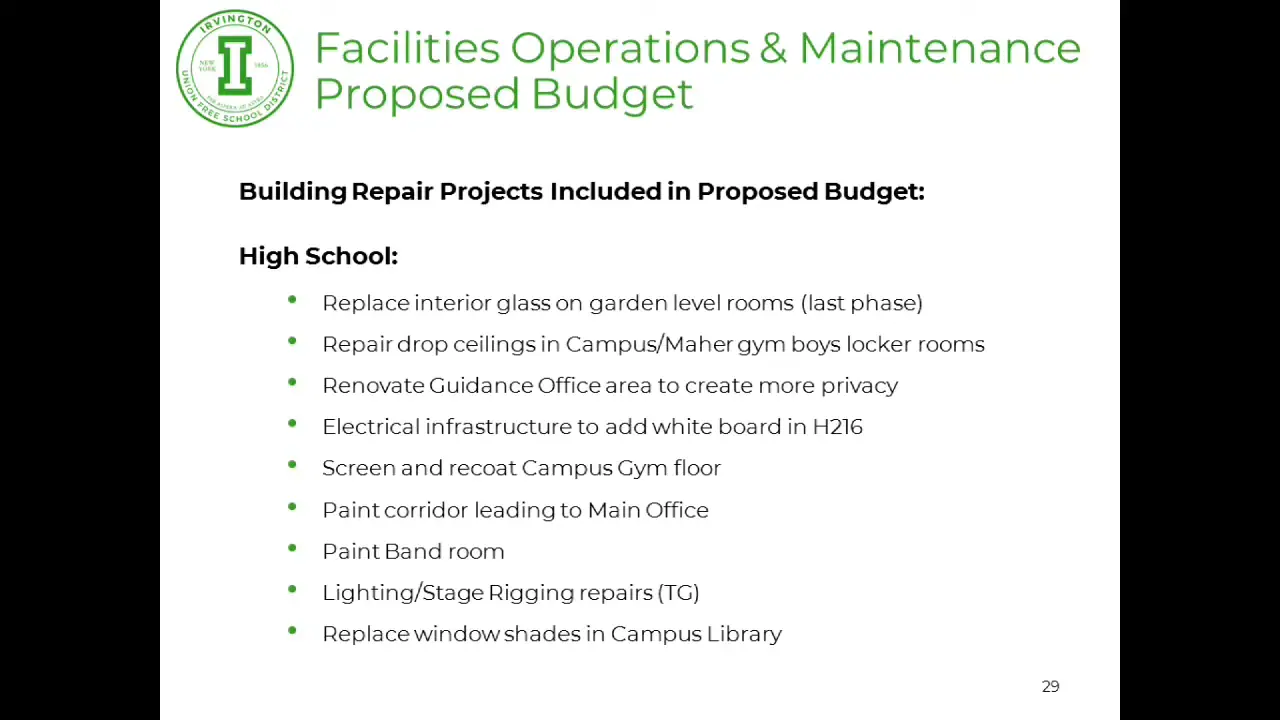 IRVINGTON
NEW YORK
1856
UNION FREE SCHOOL DISTRICT
Facilities Operations & Maintenance
Proposed Budget
Building Repair Projects Included in Proposed Budget:
High School:
• Replace interior glass on garden level rooms (last phase)
• Repair drop ceilings in Campus/Maher gym boys locker rooms
• Renovate Guidance Office area to create more privacy
• Electrical infrastructure to add white board in H216
• Screen and recoat Campus Gym floor
• Paint corridor leading to Main Office
• Paint Band room
• Lighting/Stage Rigging repairs (TG)
• Replace window shades in Campus Library
29